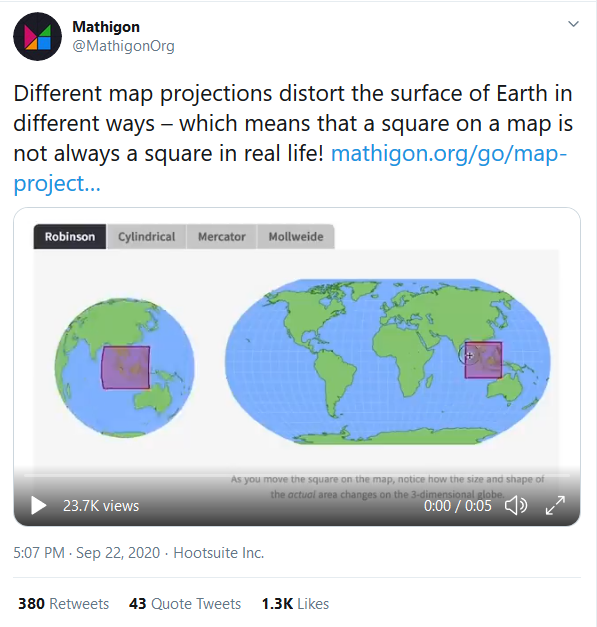 Mathigon
@MathigonOrg
Different map projections distort the surface of Earth in
different ways – which means that a square on a map is
not always a square in real life! mathigon.org/go/map-
project...
Robinson Cylindrical Mercator Mollweide
As you move the square on the map, notice how the size and shape of
the actual area changes on the 3-dimensional globe.
23.7K views 0:00 / 0:05
5:07 PM · Sep 22, 2020 · Hootsuite Inc.
380 Retweets 43 Quote Tweets 1.3K Likes